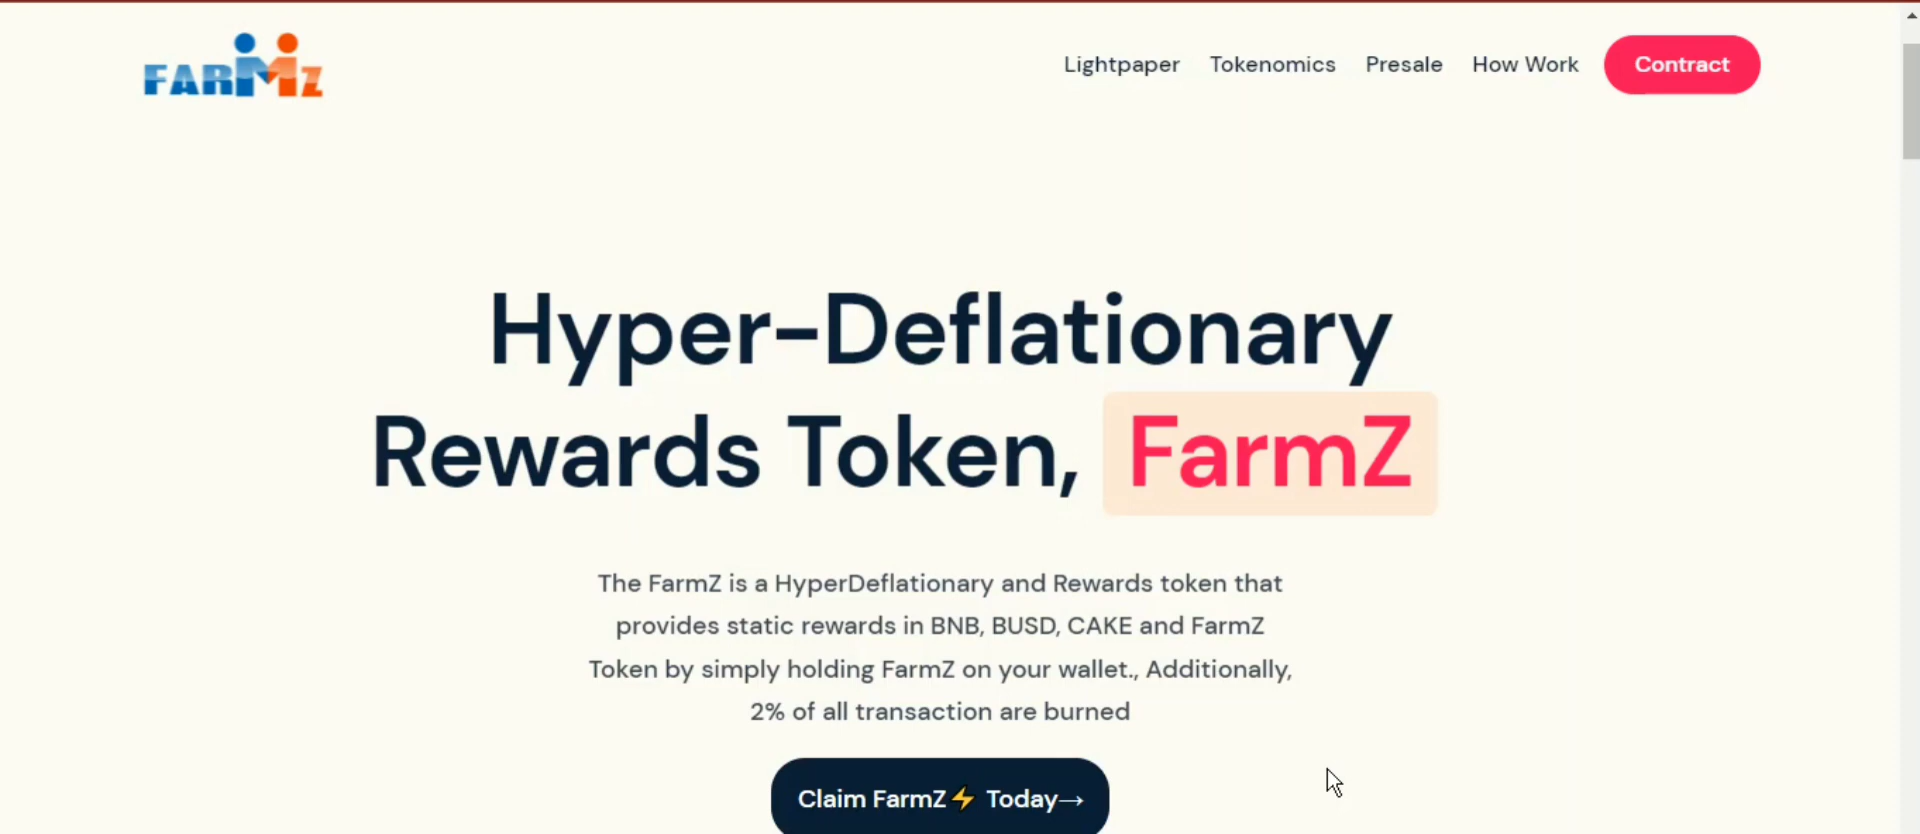 FARMZ
Lightpaper Tokenomics Presale How Work Contract
Hyper-Deflationary
Rewards Token, FarmZ
The FarmZ is a HyperDeflationary and Rewards token that
provides static rewards in BNB, BUSD, CAKE and FarmZ
Token by simply holding FarmZ on your wallet., Additionally,
2% of all transaction are burned
Claim FarmZ⚡ Today→